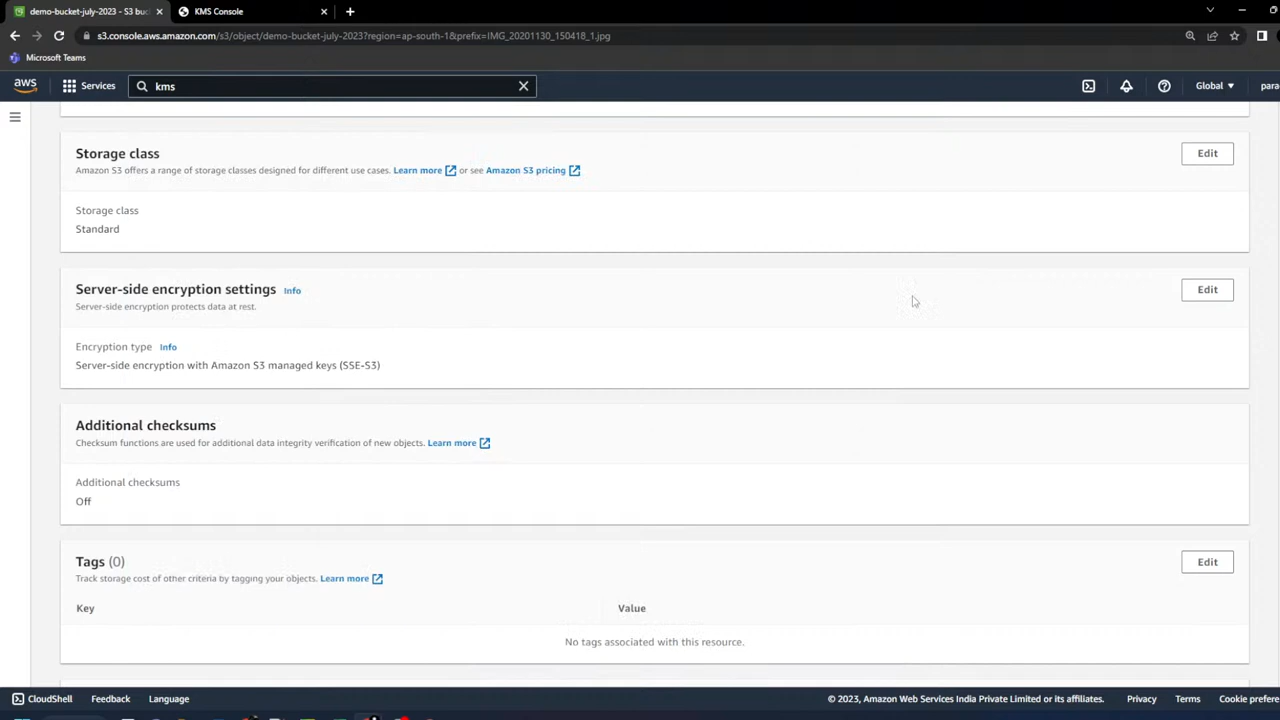 demo-bucket-july-2023 - S3 buc
KMS Console
s3.console.aws.amazon.com/s3/object/demo-bucket-july-2023?region=ap-south-1&prefix=IMG_20201130_150418_1.jpg
Microsoft Teams
aws
Services
kms
Global
para
Storage class
Edit
Amazon S3 offers a range of storage classes designed for different use cases. Learn more or see Amazon S3 pricing
Storage class
Standard
Server-side encryption settings Info
Edit
Server-side encryption protects data at rest.
Encryption type Info
Server-side encryption with Amazon S3 managed keys (SSE-S3)
Additional checksums
Checksum functions are used for additional data integrity verification of new objects. Learn more
Additional checksums
Off
Tags (0)
Edit
Track storage cost of other criteria by tagging your objects. Learn more
Key Value
No tags associated with this resource.
CloudShell Feedback Language © 2023, Amazon Web Services India Private Limited or its affiliates. Privacy Terms Cookie prefere